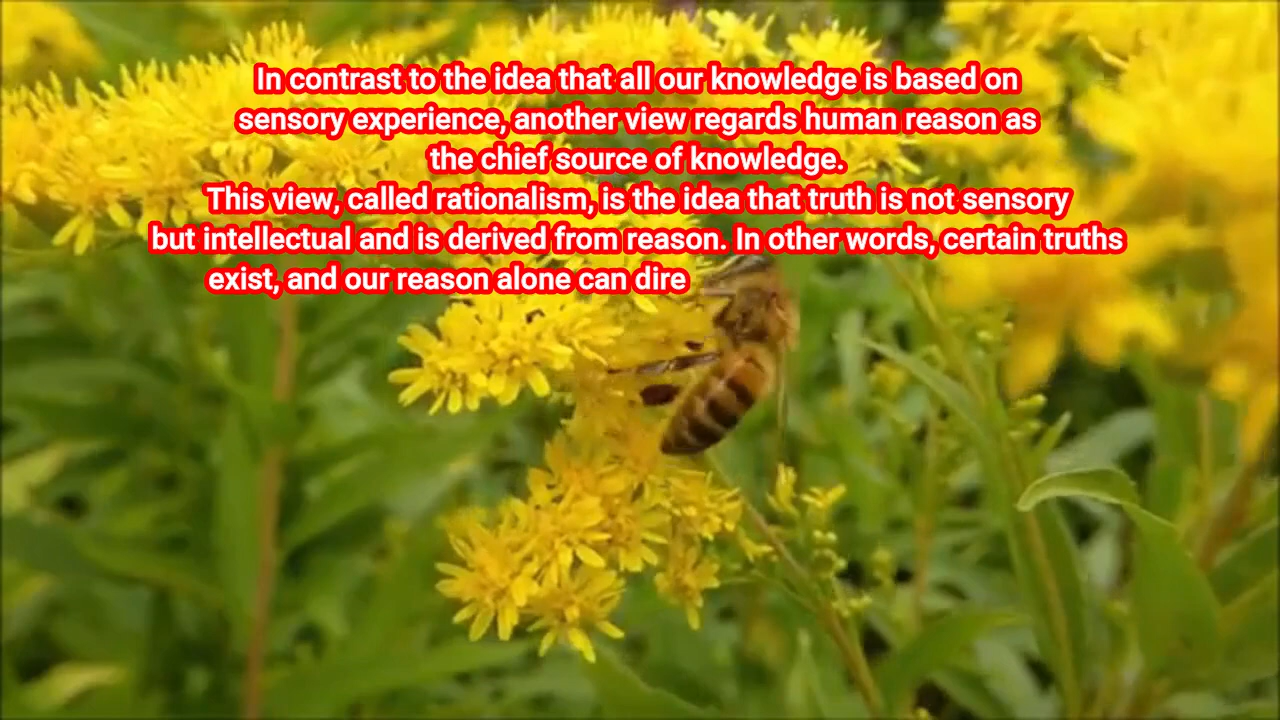 In contrast to the idea that all our knowledge is based on
sensory experience, another view regards human reason as
the chief source of knowledge.
This view, called rationalism, is the idea that truth is not sensory
but intellectual and is derived from reason. In other words, certain truths
exist, and our reason alone can dire